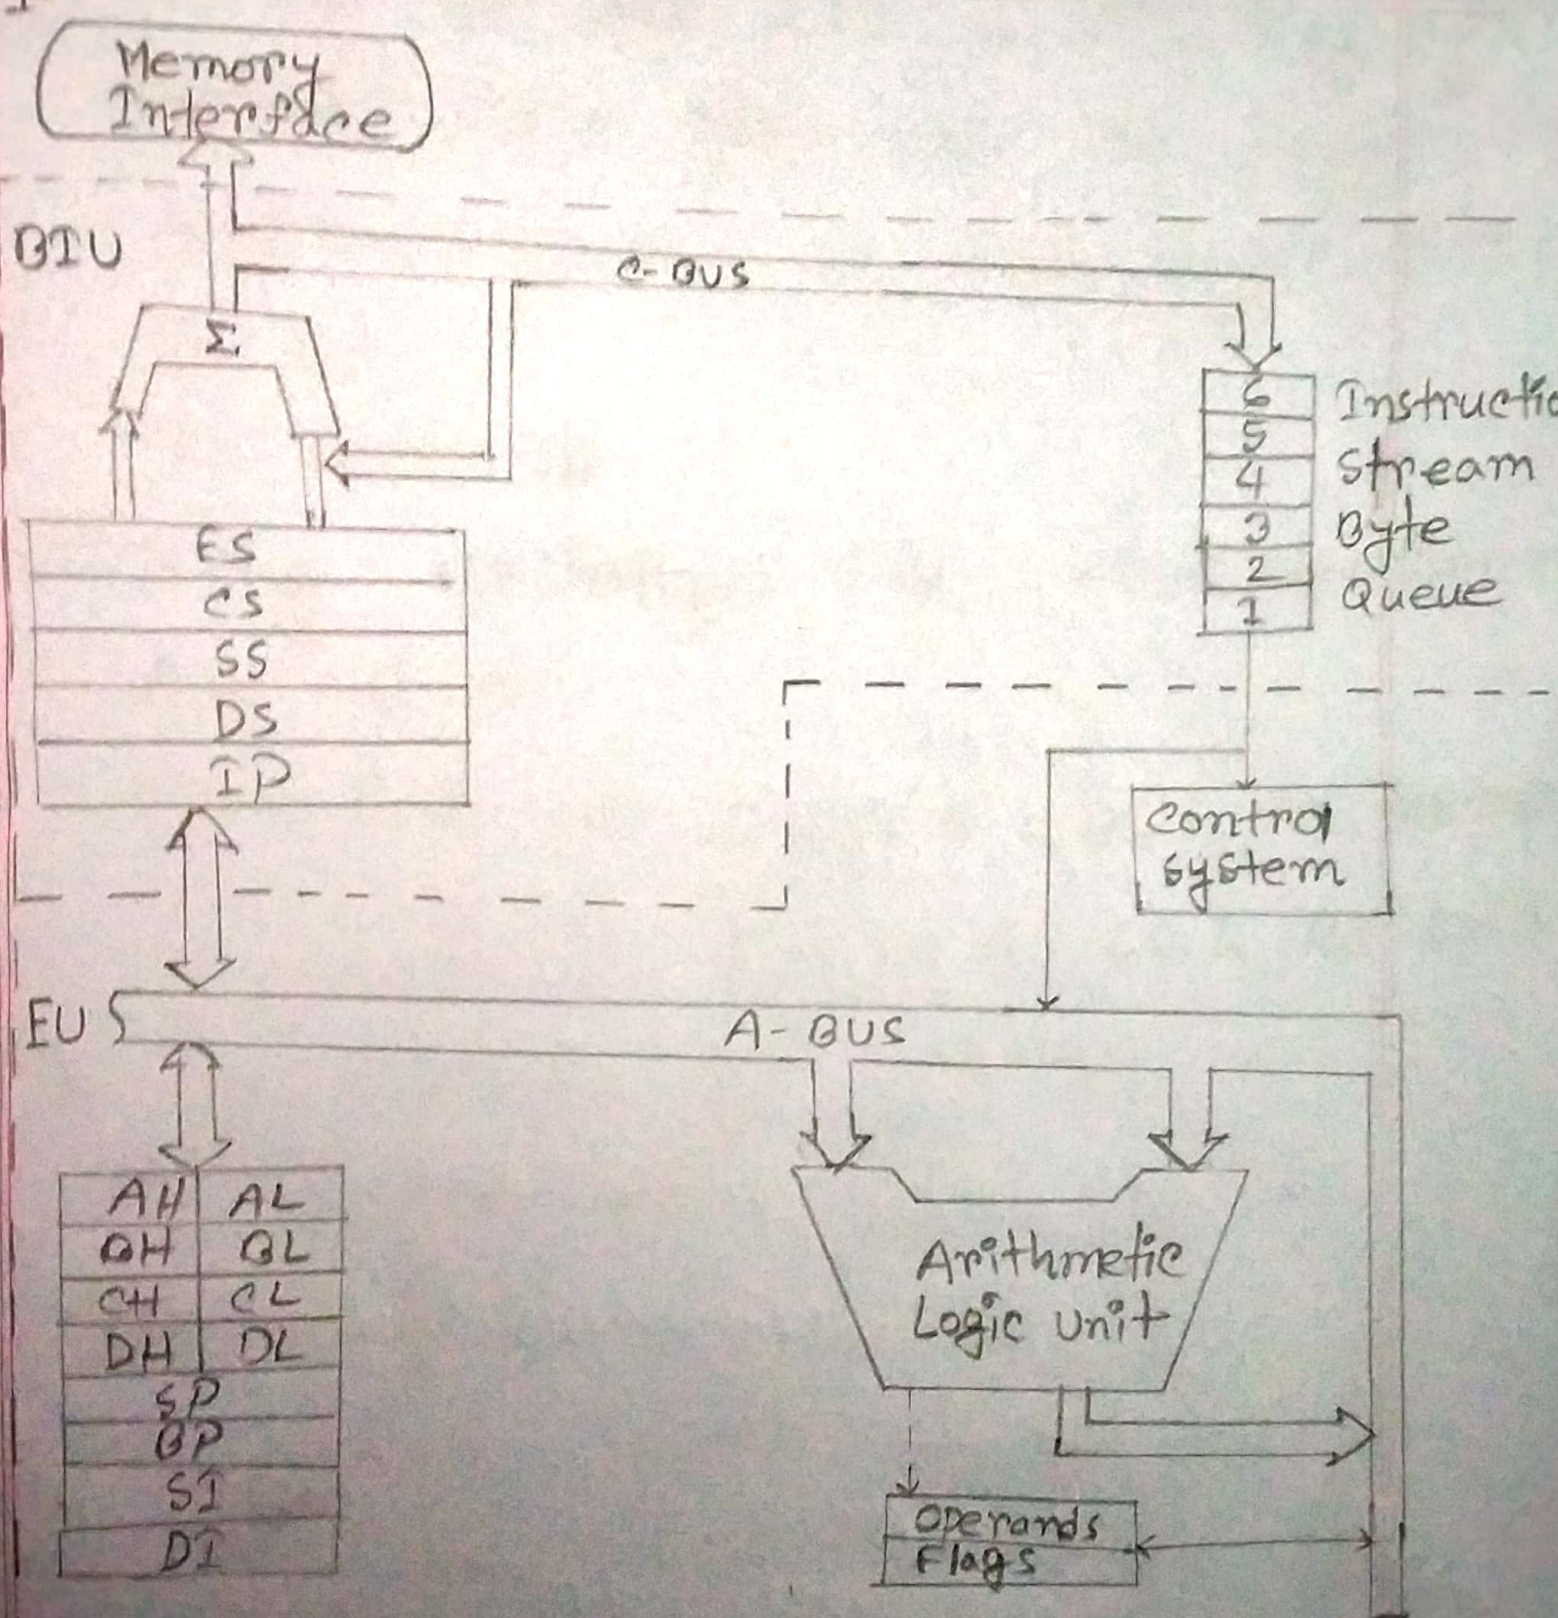 Memory
Interface
BIU
C-BUS
Σ
6
5
4
3
2
1
Instructio
Stream
Byte
Queue
ES
CS
SS
DS
IP
Control
system
EU
A-BUS
AH AL
BH BL
CH CL
DH DL
SP
BP
SI
DI
Arithmetic
Logic unit
Operands
Flags